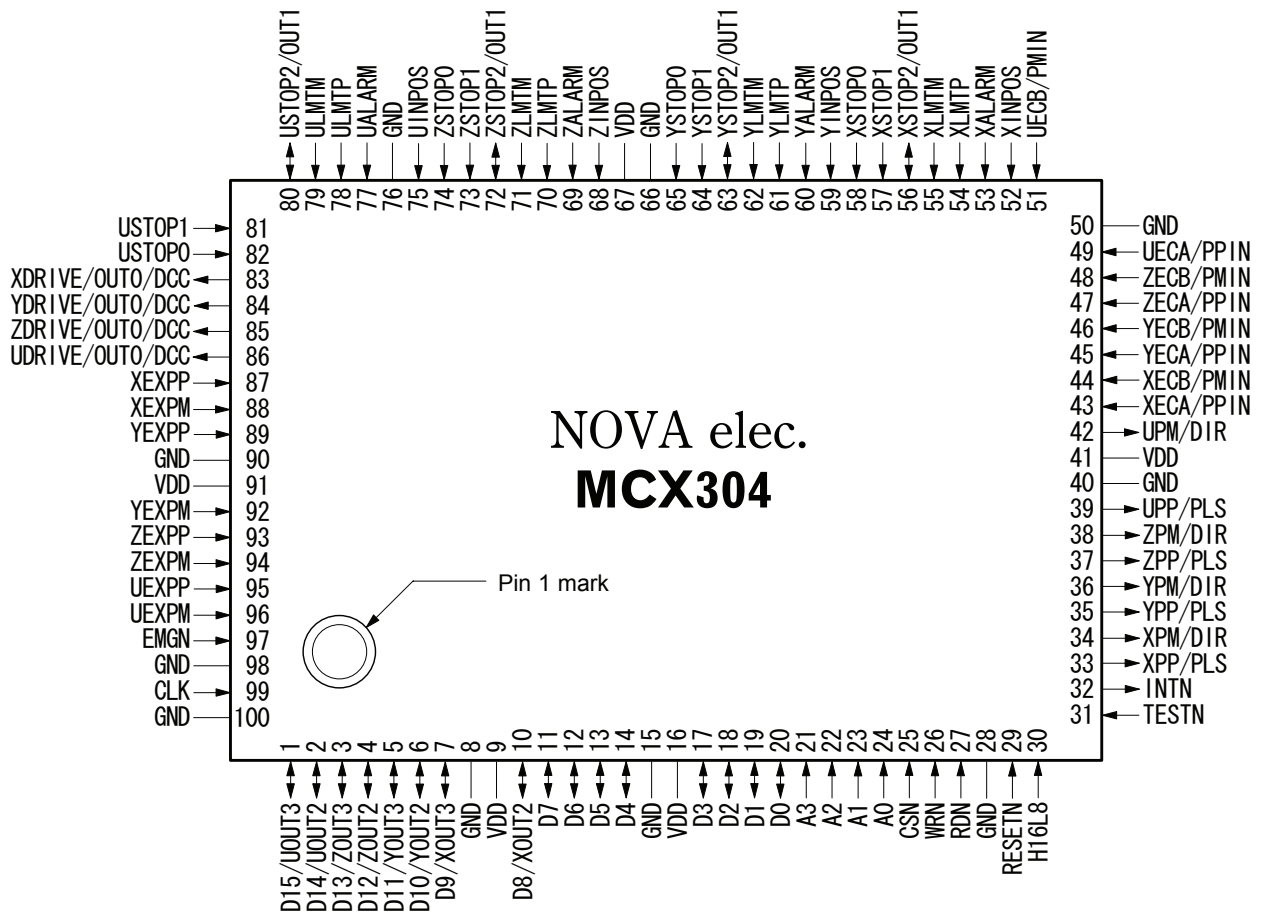 USTOP2/OUT1
ULMTM
ULMTP
UALARM
GND
UINPOS
ZSTOP0
ZSTOP1
ZSTOP2/OUT1
ZLMTM
ZLMTP
ZALARM
ZINPOS
VDD
GND
YSTOP0
YSTOP1
YSTOP2/OUT1
YLMTM
YLMTP
YALARM
YINPOS
XSTOP0
XSTOP1
XSTOP2/OUT1
XLMTM
XLMTP
XALARM
XINPOS
UECB/PMIN
80
79
78
77
76
75
74
73
72
71
70
69
68
67
66
65
64
63
62
61
60
59
58
57
56
55
54
53
52
51
USTOP1 81
USTOP0 82
XDRIVE/OUT0/DCC 83
YDRIVE/OUT0/DCC 84
ZDRIVE/OUT0/DCC 85
UDRIVE/OUT0/DCC 86
XEXPP 87
XEXPM 88
YEXPP 89
GND 90
VDD 91
YEXPM 92
ZEXPP 93
ZEXPM 94
UEXPP 95
UEXPM 96
EMGN 97
GND 98
CLK 99
GND 100
NOVA elec.
MCX304
Pin 1 mark
50 GND
49 UECA/PPIN
48 ZECB/PMIN
47 ZECA/PPIN
46 YECB/PMIN
45 YECA/PPIN
44 XECB/PMIN
43 XECA/PPIN
42 UPM/DIR
41 VDD
40 GND
39 UPP/PLS
38 ZPM/DIR
37 ZPP/PLS
36 YPM/DIR
35 YPP/PLS
34 XPM/DIR
33 XPP/PLS
32 INTN
31 TESTN
1
2
3
4
5
6
7
8
9
10
11
12
13
14
15
16
17
18
19
20
21
22
23
24
25
26
27
28
29
30
D15/UOUT3
D14/UOUT2
D13/ZOUT3
D12/ZOUT2
D11/YOUT3
D10/YOUT2
D9/XOUT3
GND
VDD
D8/XOUT2
D7
D6
D5
D4
GND
VDD
D3
D2
D1
D0
A3
A2
A1
A0
CSN
WRN
RDN
GND
RESETN
H16L8